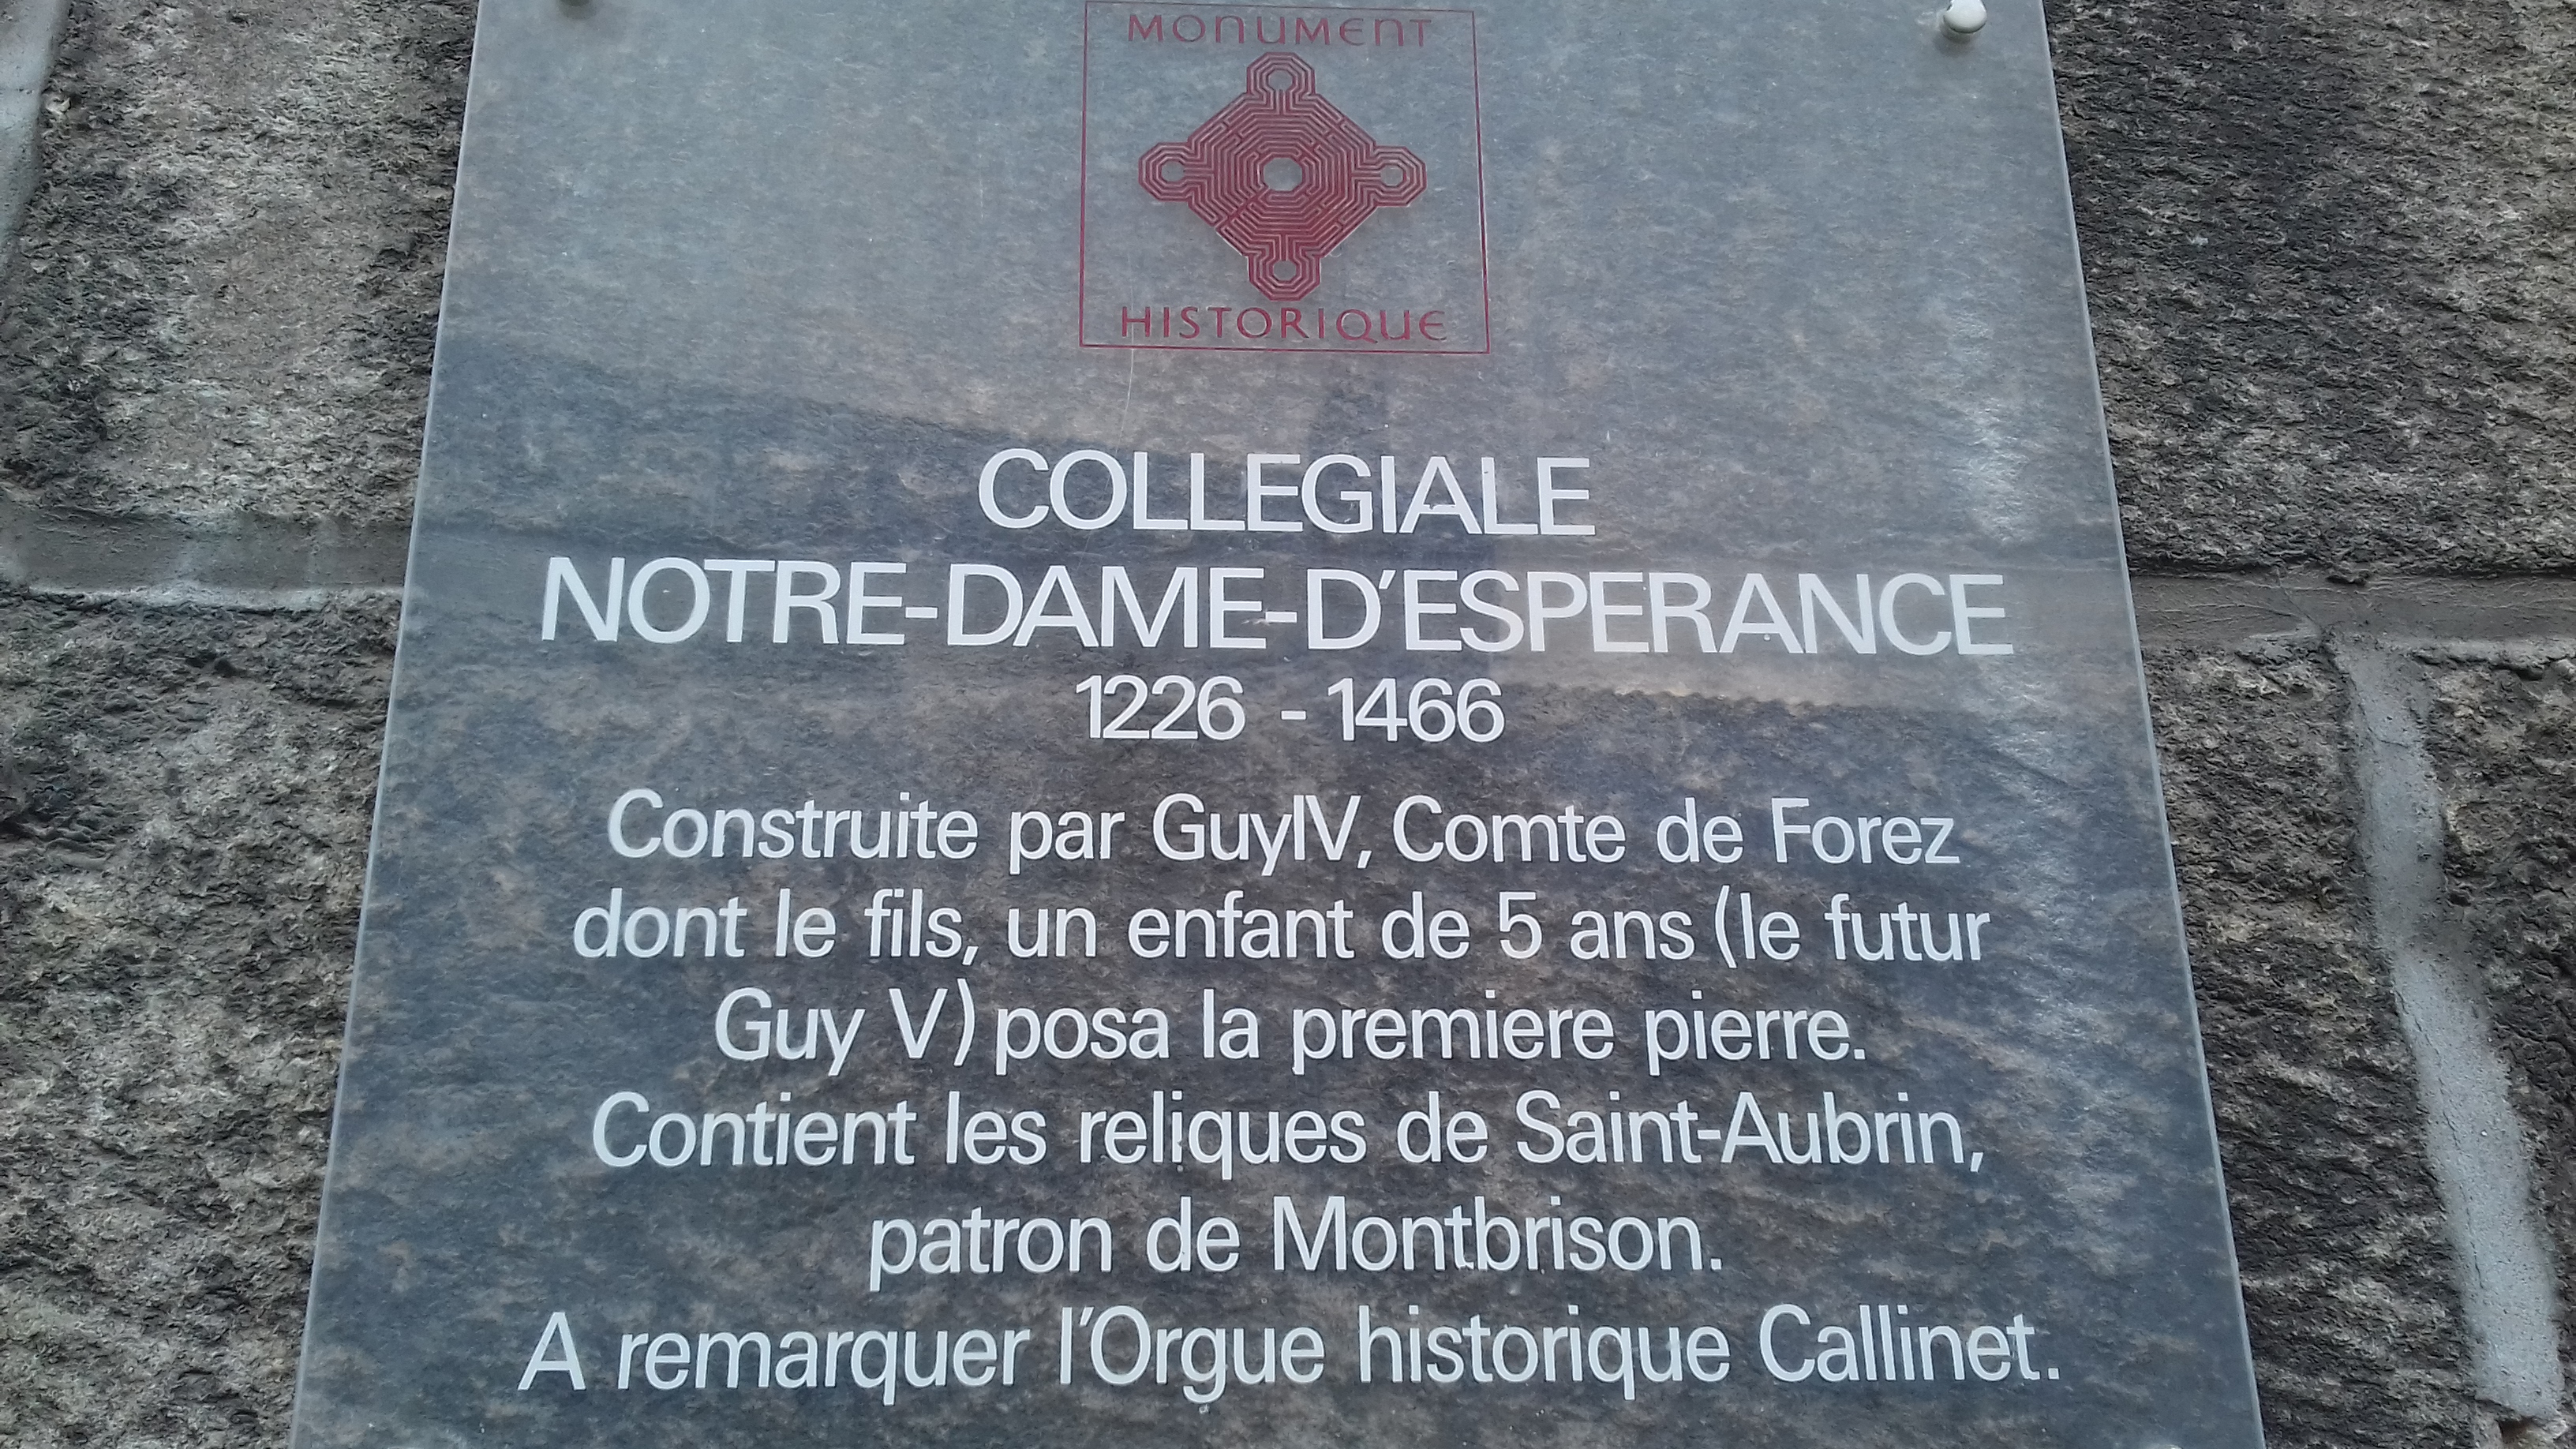 MONUMENT
HISTORIQUE
COLLEGIALE
NOTRE-DAME-D'ESPERANCE
1226 - 1466
Construite par GuyIV, Comte de Forez
dont le fils, un enfant de 5 ans (le futur
Guy V) posa la premiere pierre.
Contient les reliques de Saint-Aubrin,
patron de Montbrison.
A remarquer l'Orgue historique Callinet.